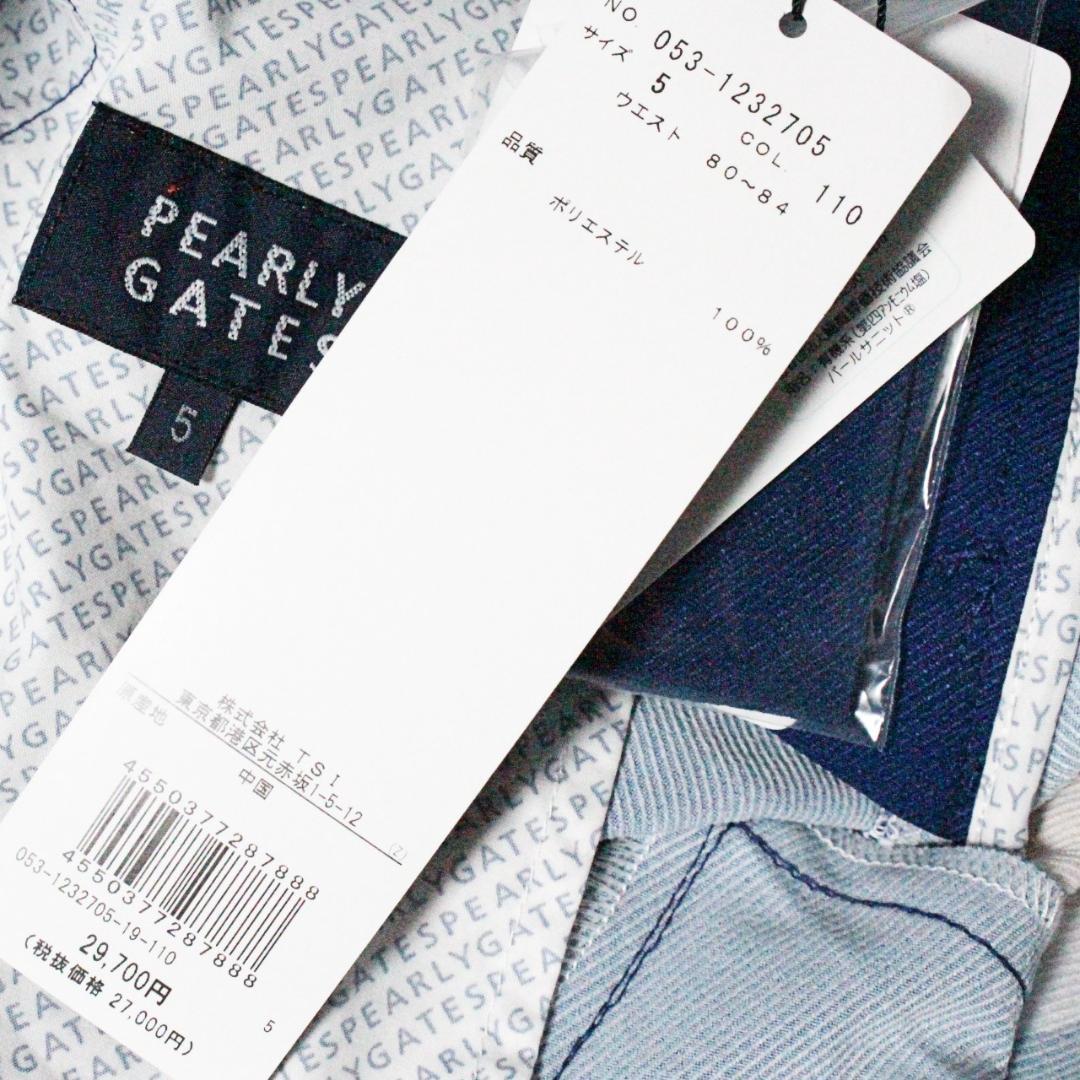 PEARLY
GATES
5
NO. 053-1232705
サイズ 5 COL. 110
ウエスト 80~84
品質
ポリエステル
100%
株式会社 TSI
東京都港区元赤坂1-5-12
原産地 中国
(Z)
4550377287888
4550377287888
053-1232705-19-110
29,700円
(税抜価格 27,000円)
5
パールサニット®